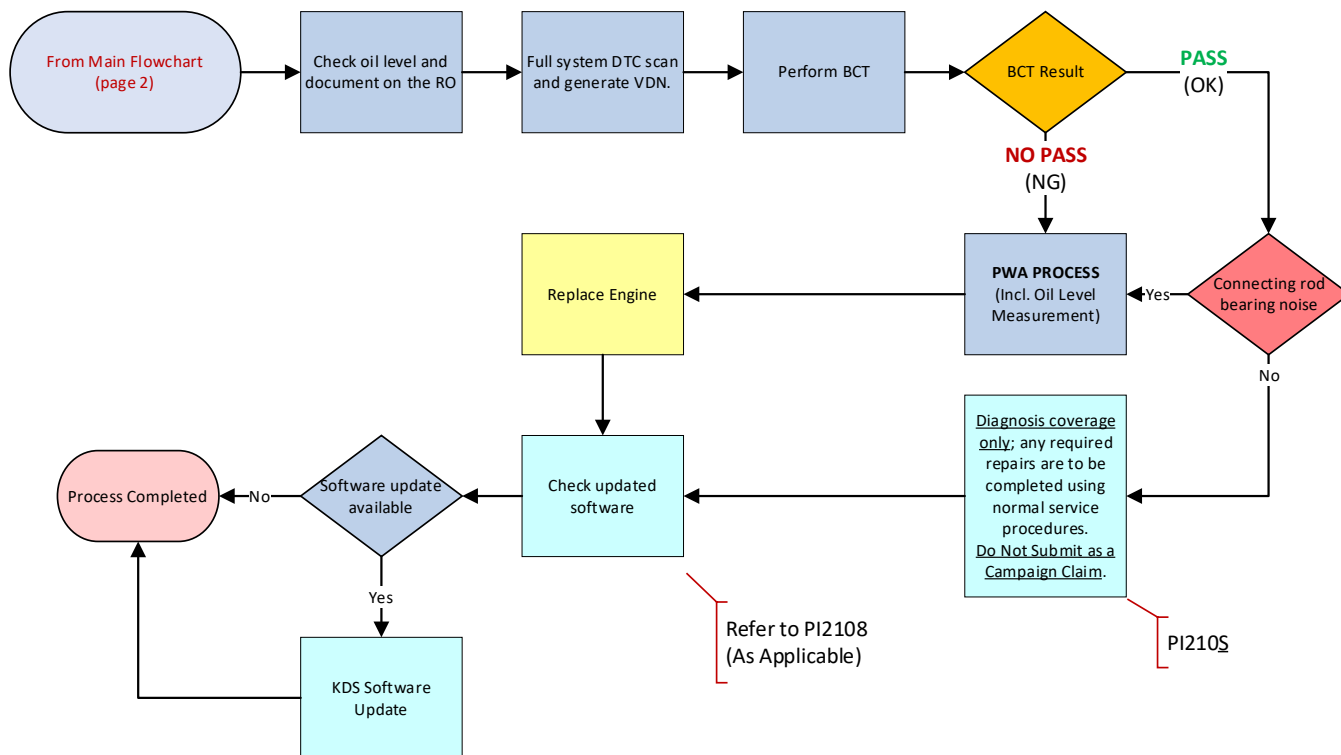 From Main Flowchart
(page 2)
Check oil level and
document on the RO
Full system DTC scan
and generate VDN.
Perform BCT
BCT Result
PASS
(OK)
NO PASS
(NG)
Replace Engine
PWA PROCESS
(Incl. Oil Level
Measurement)
Yes
Connecting rod
bearing noise
No
Process Completed
No
Software update
available
Check updated
software
Diagnosis coverage
only; any required
repairs are to be
completed using
normal service
procedures.
Do Not Submit as a
Campaign Claim.
Yes
KDS Software
Update
Refer to PI2108
(As Applicable)
PI210S